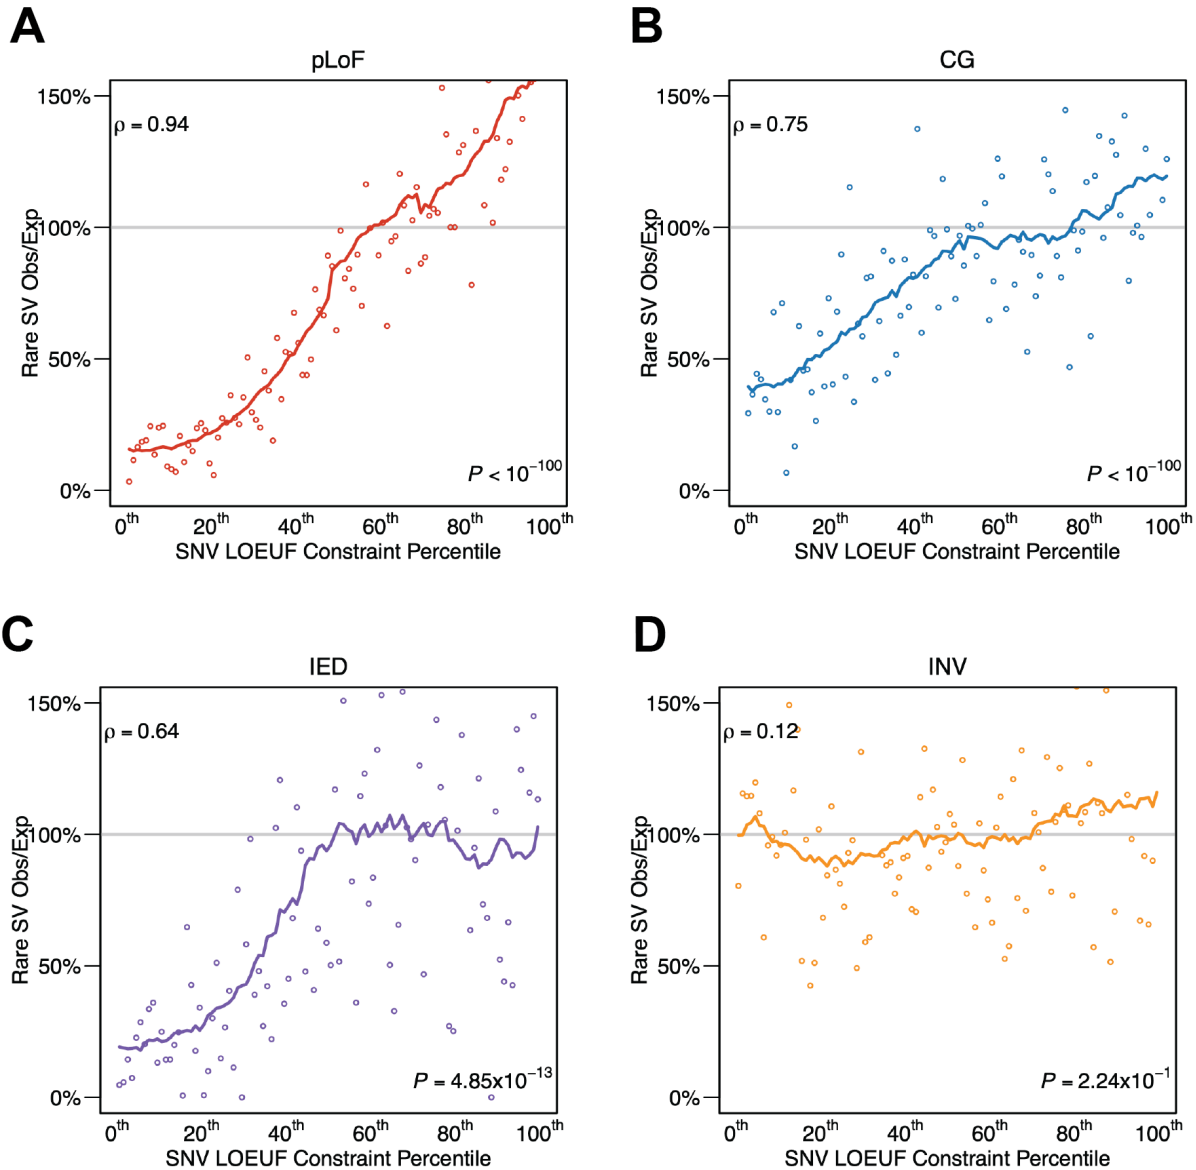 A
pLoF
150%
100%
50%
0%
Rare SV Obs/Exp
ρ = 0.94
P < 10⁻¹⁰⁰
0th 20th 40th 60th 80th 100th
SNV LOEUF Constraint Percentile
B
CG
150%
100%
50%
0%
Rare SV Obs/Exp
ρ = 0.75
P < 10⁻¹⁰⁰
0th 20th 40th 60th 80th 100th
SNV LOEUF Constraint Percentile
C
IED
150%
100%
50%
0%
Rare SV Obs/Exp
ρ = 0.64
P = 4.85x10⁻¹³
0th 20th 40th 60th 80th 100th
SNV LOEUF Constraint Percentile
D
INV
150%
100%
50%
0%
Rare SV Obs/Exp
ρ = 0.12
P = 2.24x10⁻¹
0th 20th 40th 60th 80th 100th
SNV LOEUF Constraint Percentile